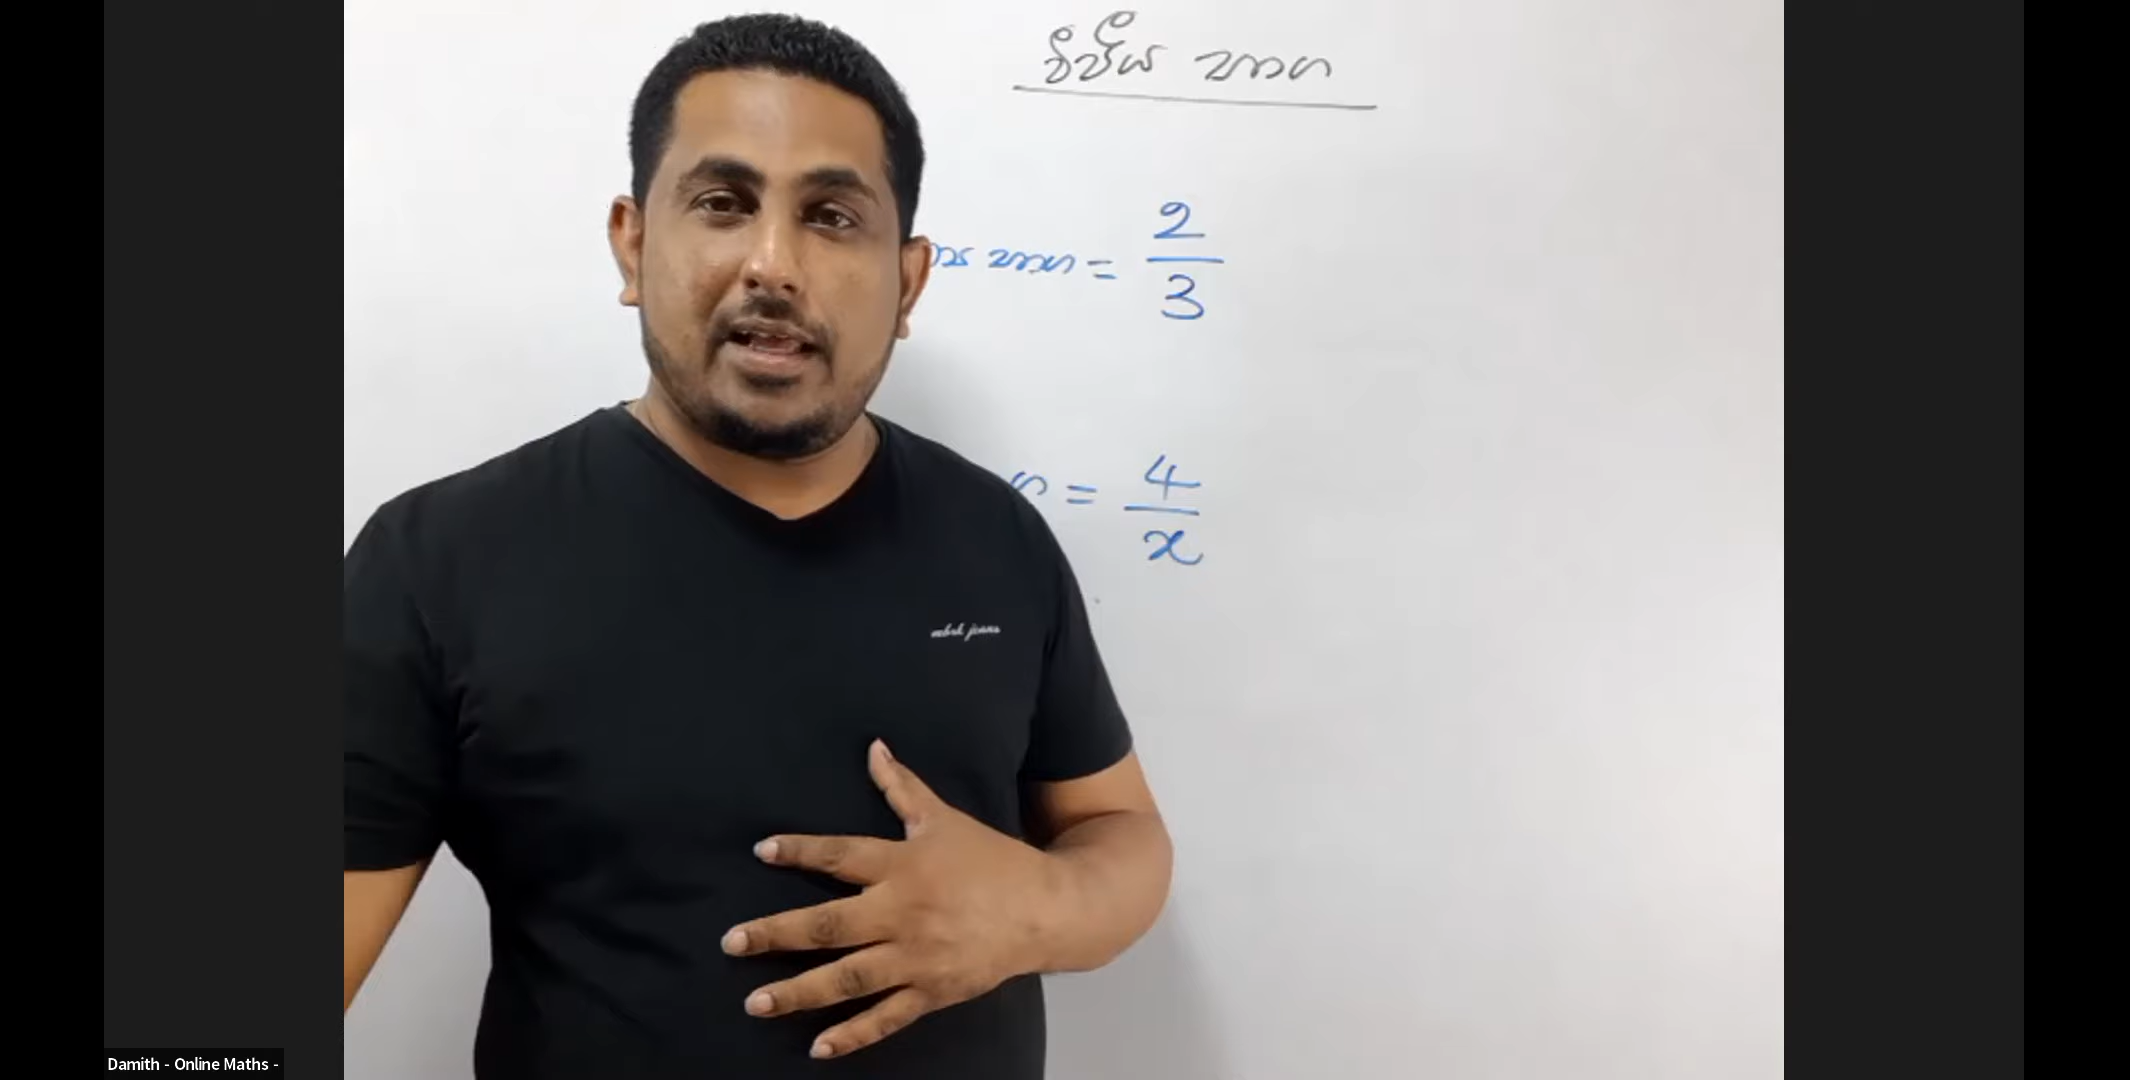 වීජීය භාග
භාග = 2/3
= 4/x
Damith - Online Maths -